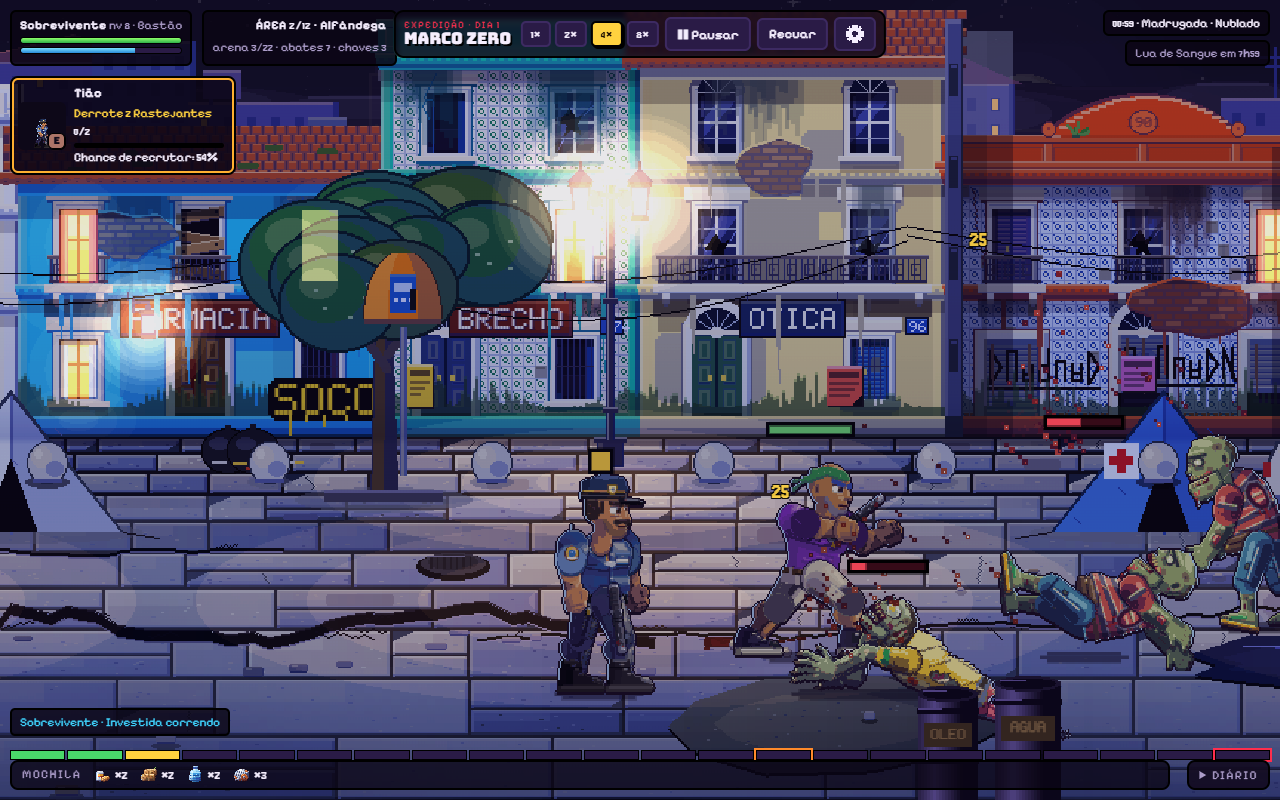 Sobrevivente nv 8 · Bastão
ÁREA 2/12 · Alfândega
arena 3/22 · abates 7 · chaves 3
EXPEDIÇÃO · DIA 1
MARCO ZERO
1×
2×
4×
8×
Pausar
Recuar
00:59 · Madrugada · Nublado
Lua de Sangue em 7h59
Tião
Derrote 2 Rastejantes
0/2
E
Chance de recrutar: 54%
98
25
FARMACIA
BRECHO
OTICA
96
SOCO
25
OLEO
AGUA
Sobrevivente · Investida correndo
MOCHILA
×2
×2
×2
×3
DIÁRIO